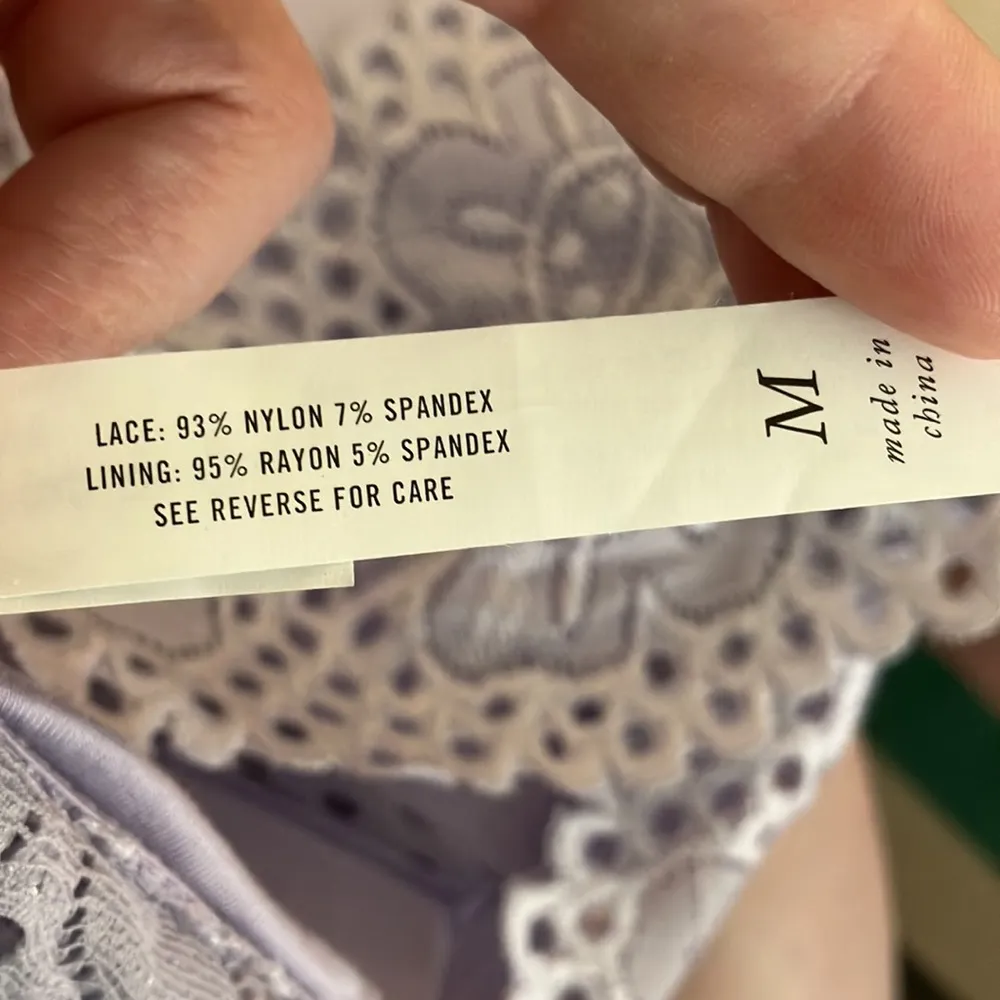 LACE: 93% NYLON 7% SPANDEX
LINING: 95% RAYON 5% SPANDEX
SEE REVERSE FOR CARE
M
made in
china